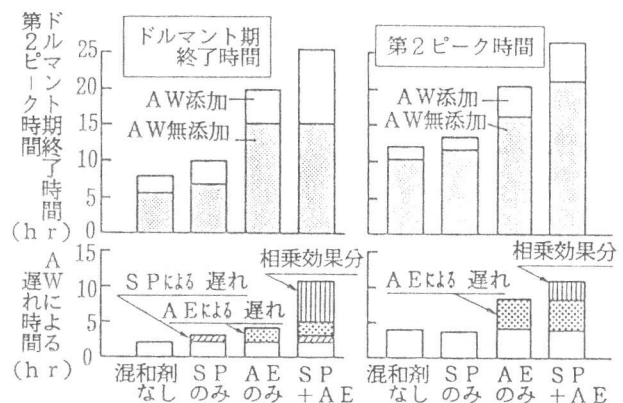 ドルマント期終了時間
第2ピーク時間
(hr)
25
20
15
10
5
0
ドルマント期
終了時間
AW添加
AW無添加
第2ピーク時間
AW添加
AW無添加
AWによる
遅れ時間
(hr)
15
10
5
0
SPによる 遅れ
AEによる 遅れ
相乗効果分
AEによる 遅れ
相乗効果分
混和剤
なし
SP
のみ
AE
のみ
SP
+AE
混和剤
なし
SP
のみ
AE
のみ
SP
+AE